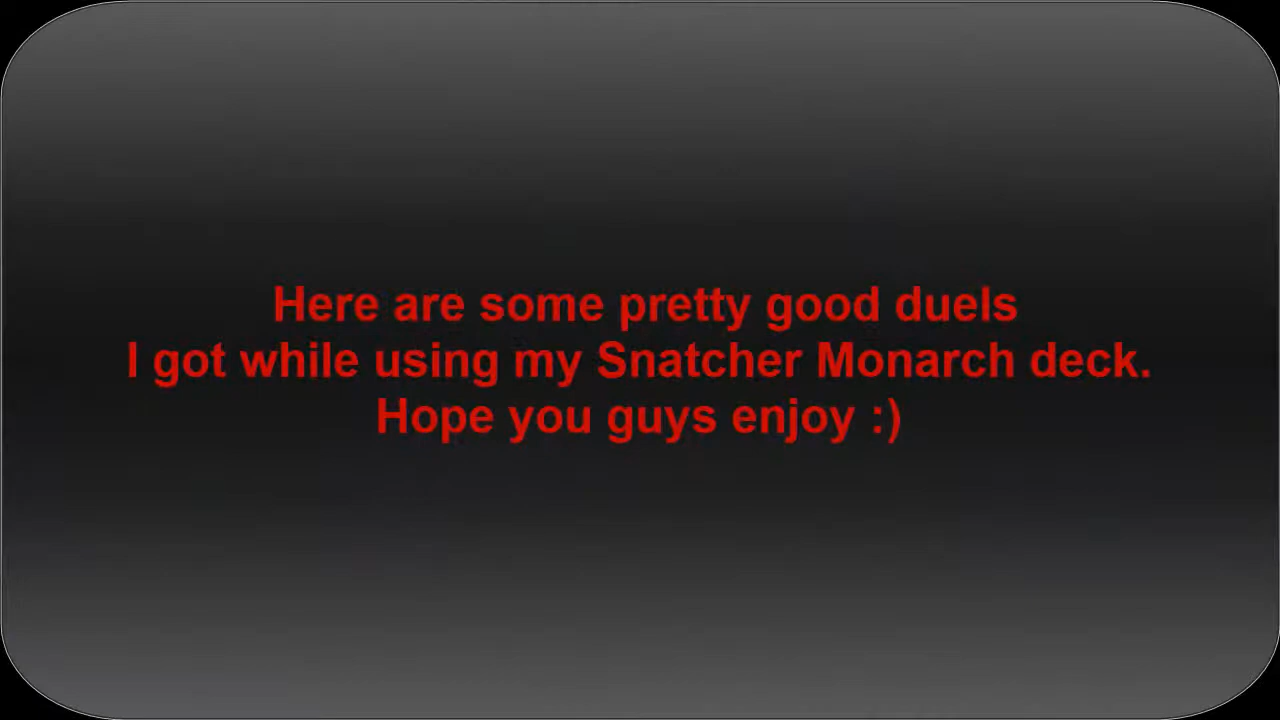 Here are some pretty good duels
I got while using my Snatcher Monarch deck.
Hope you guys enjoy :)